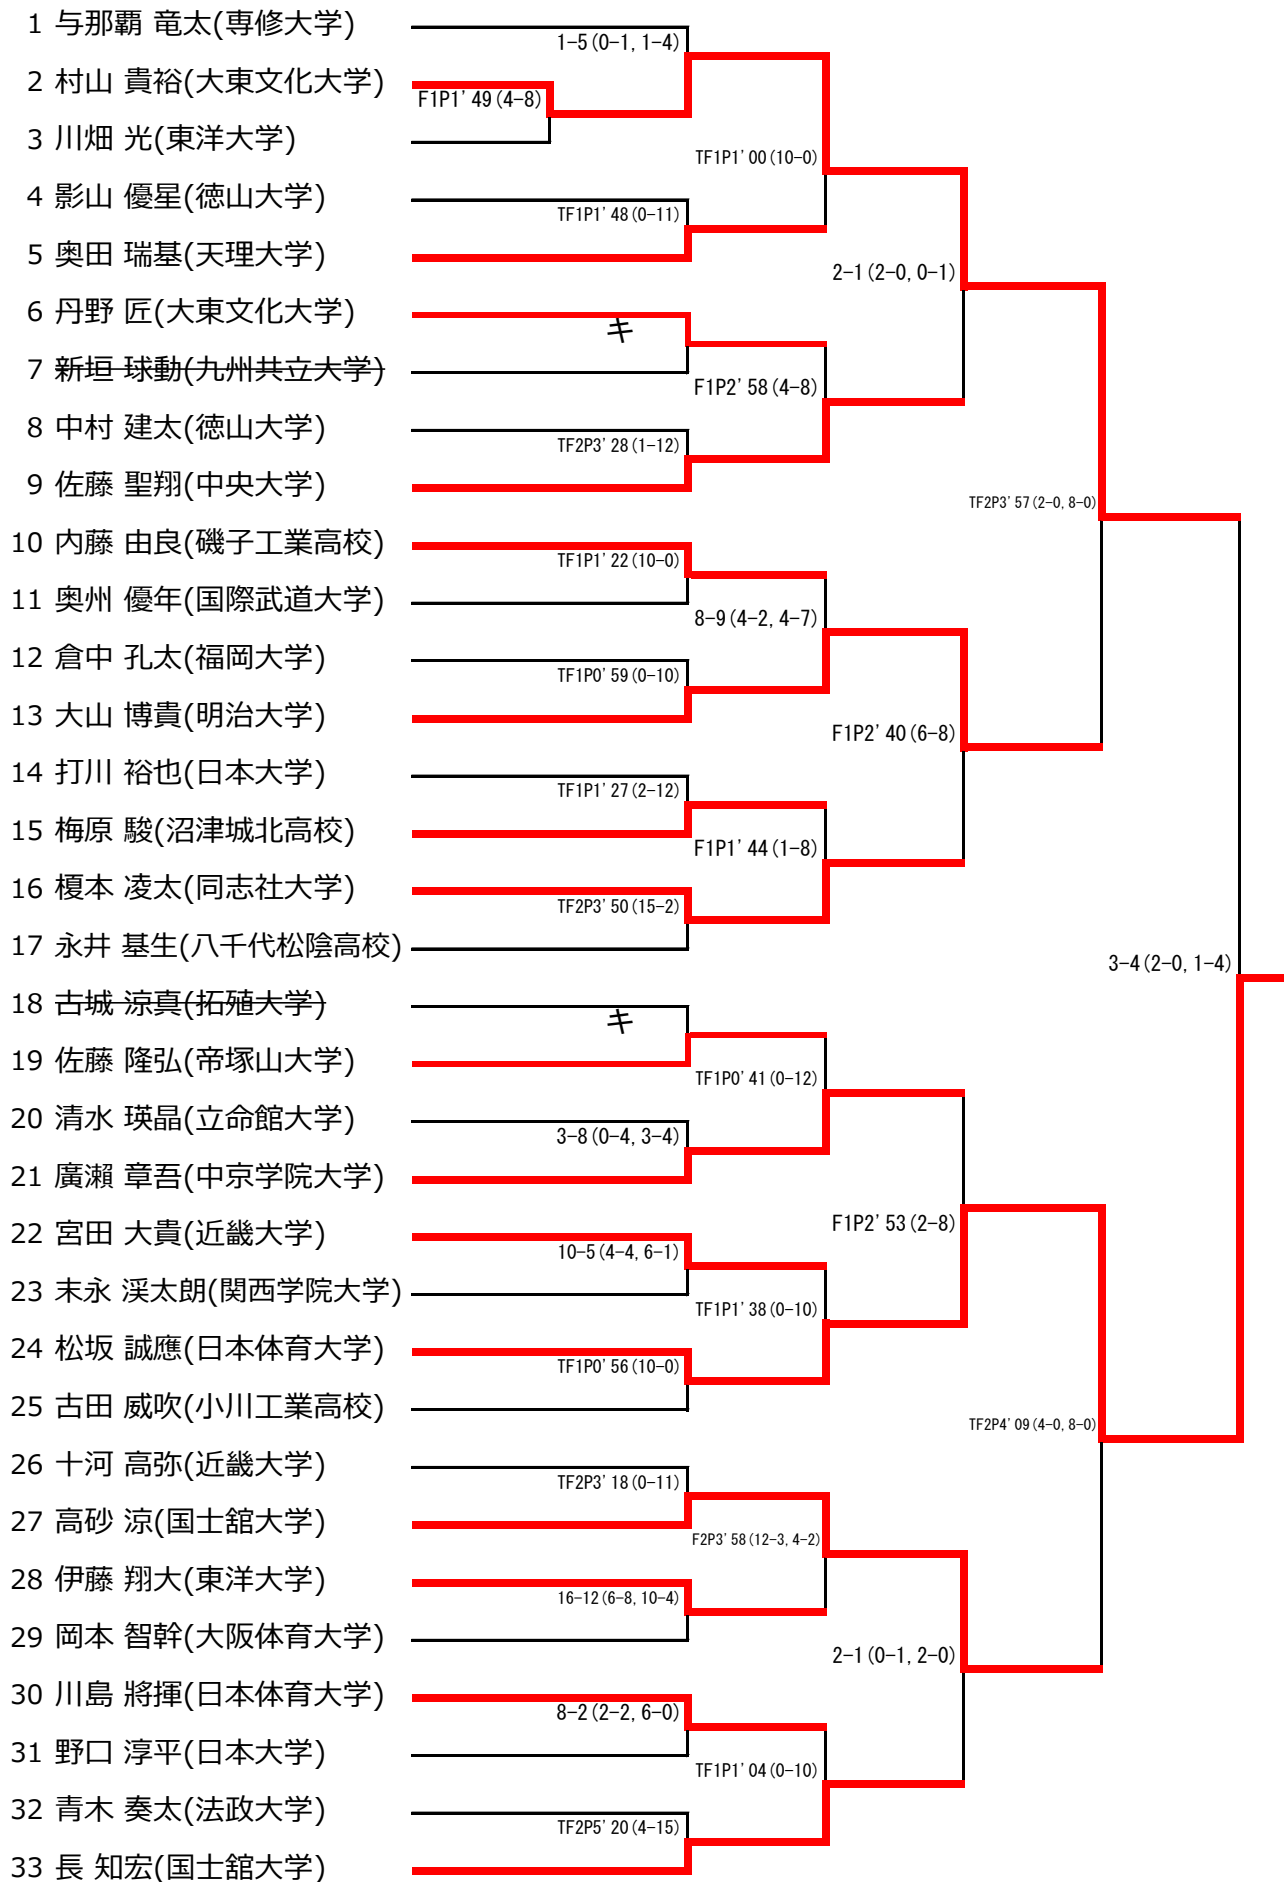 1 与那覇 竜太(専修大学)
1-5(0-1, 1-4)
2 村山 貴裕(大東文化大学)
F1P1'49(4-8)
3 川畑 光(東洋大学)
TF1P1'00(10-0)
4 影山 優星(徳山大学)
TF1P1'48(0-11)
5 奥田 瑞基(天理大学)
2-1(2-0, 0-1)
6 丹野 匠(大東文化大学)
キ
7 新垣 球動(九州共立大学)
F1P2'58(4-8)
8 中村 建太(徳山大学)
TF2P3'28(1-12)
9 佐藤 聖翔(中央大学)
TF2P3'57(2-0, 8-0)
10 内藤 由良(磯子工業高校)
TF1P1'22(10-0)
11 奥州 優年(国際武道大学)
8-9(4-2, 4-7)
12 倉中 孔太(福岡大学)
TF1P0'59(0-10)
13 大山 博貴(明治大学)
F1P2'40(6-8)
14 打川 裕也(日本大学)
TF1P1'27(2-12)
15 梅原 駿(沼津城北高校)
F1P1'44(1-8)
16 榎本 凌太(同志社大学)
TF2P3'50(15-2)
17 永井 基生(八千代松陰高校)
3-4(2-0, 1-4)
18 古城 涼真(拓殖大学)
キ
19 佐藤 隆弘(帝塚山大学)
TF1P0'41(0-12)
20 清水 瑛晶(立命館大学)
3-8(0-4, 3-4)
21 廣瀨 章吾(中京学院大学)
F1P2'53(2-8)
22 宮田 大貴(近畿大学)
10-5(4-4, 6-1)
23 末永 渓太朗(関西学院大学)
TF1P1'38(0-10)
24 松坂 誠應(日本体育大学)
TF1P0'56(10-0)
25 古田 威吹(小川工業高校)
TF2P4'09(4-0, 8-0)
26 十河 高弥(近畿大学)
TF2P3'18(0-11)
27 高砂 涼(国士舘大学)
F2P3'58(12-3, 4-2)
28 伊藤 翔大(東洋大学)
16-12(6-8, 10-4)
29 岡本 智幹(大阪体育大学)
2-1(0-1, 2-0)
30 川島 將揮(日本体育大学)
8-2(2-2, 6-0)
31 野口 淳平(日本大学)
TF1P1'04(0-10)
32 青木 奏太(法政大学)
TF2P5'20(4-15)
33 長 知宏(国士舘大学)